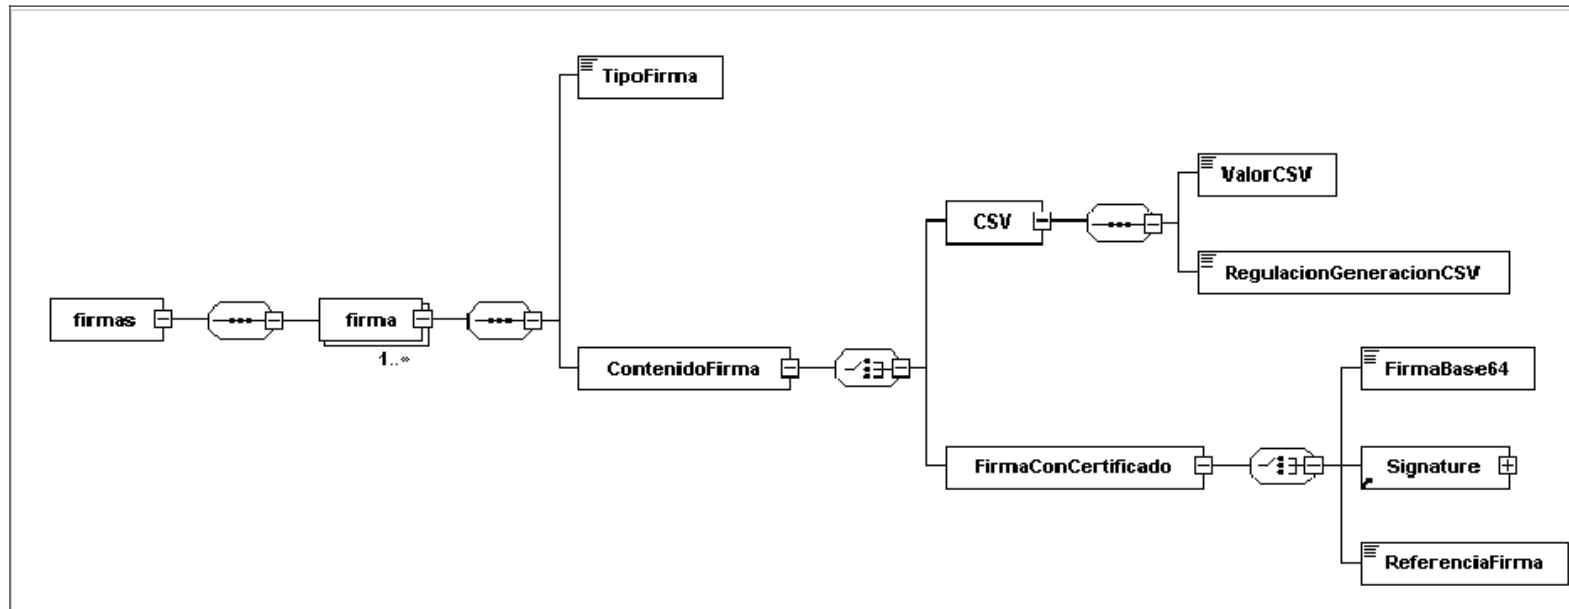 TipoFirma
ValorCSV
CSV
RegulacionGeneracionCSV
firmas
firma
1..∞
ContenidoFirma
FirmaBase64
FirmaConCertificado
Signature
ReferenciaFirma